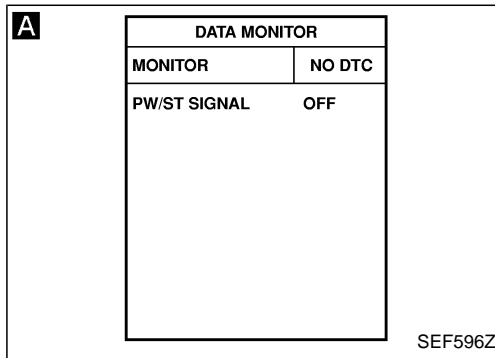 A
DATA MONITOR
MONITOR NO DTC
PW/ST SIGNAL OFF
SEF596Z